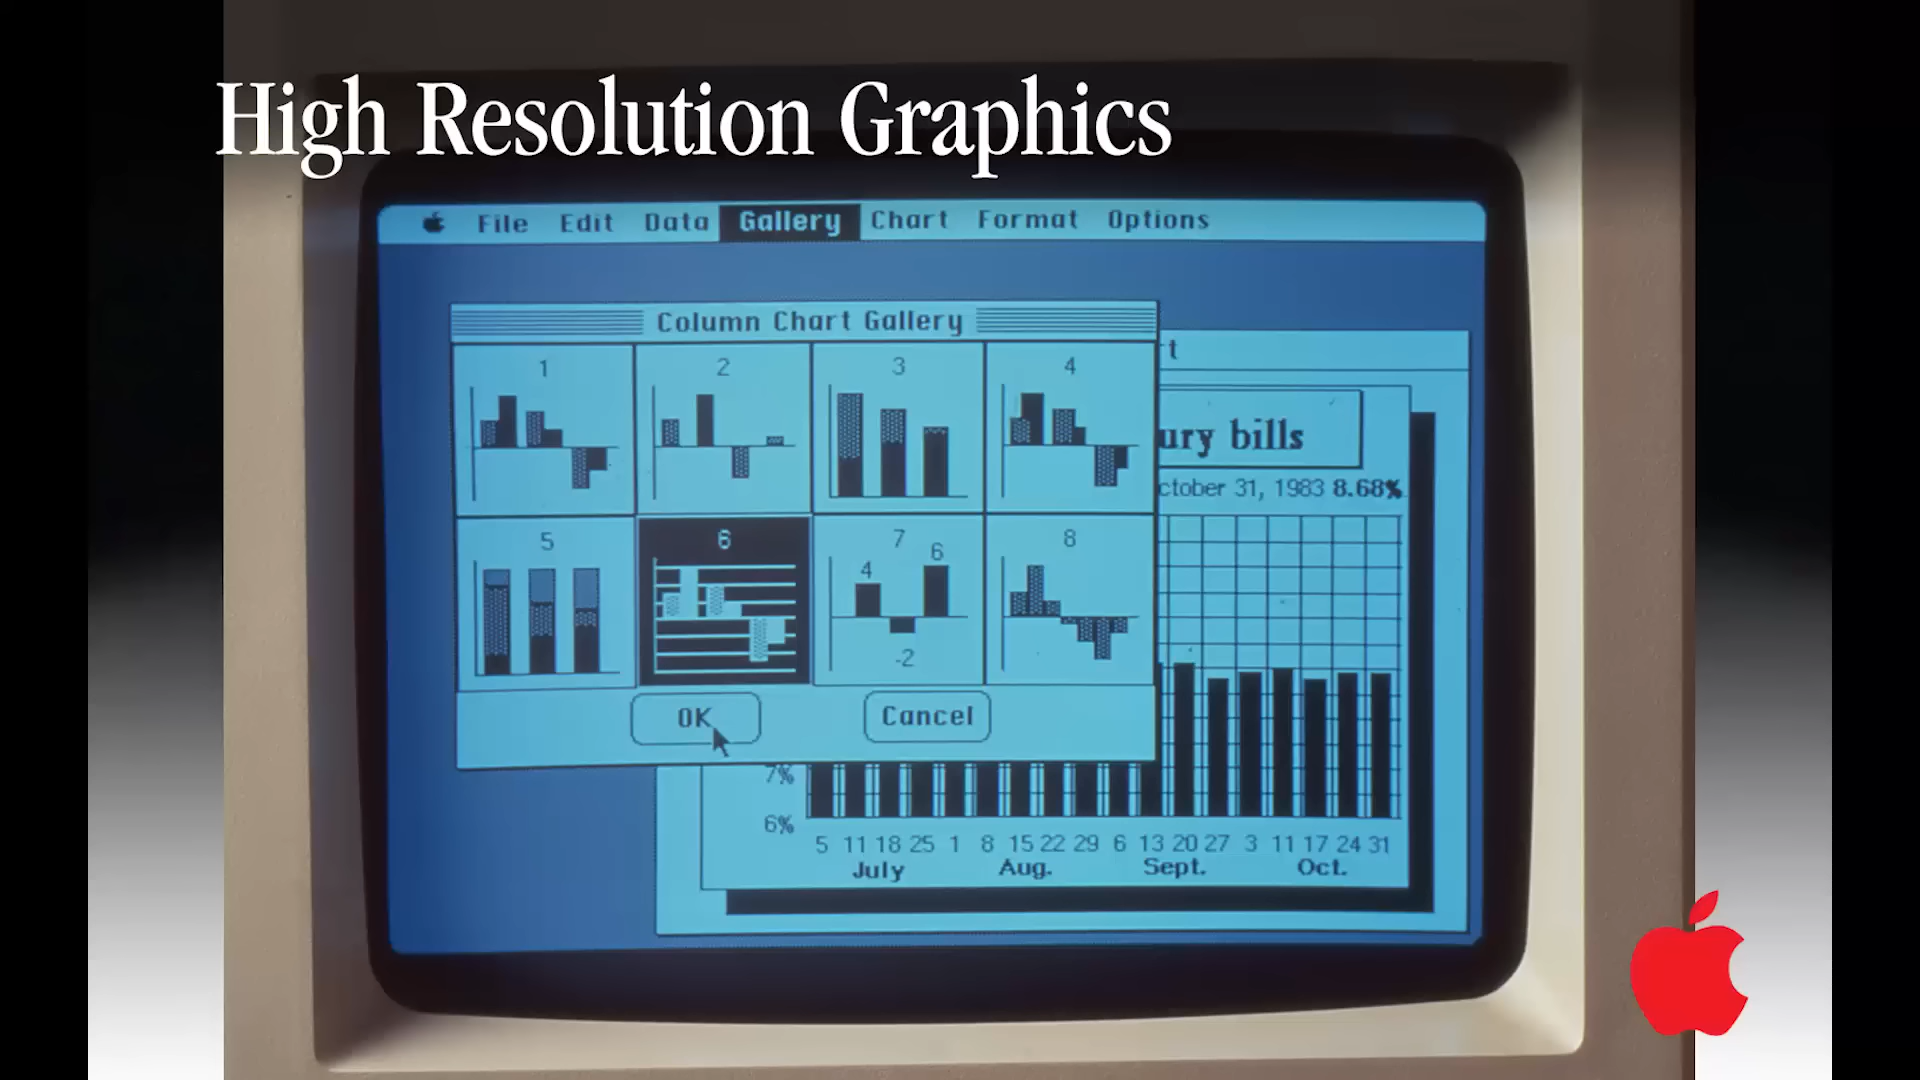 High Resolution Graphics
File Edit Data Gallery Chart Format Options
Column Chart Gallery
1 2 3 4
5 6 7 8
4 6
-2
OK Cancel
t
ury bills
ctober 31, 1983 8.68%
7%
6%
5 11 18 25 1 8 15 22 29 6 13 20 27 3 11 17 24 31
July Aug. Sept. Oct.